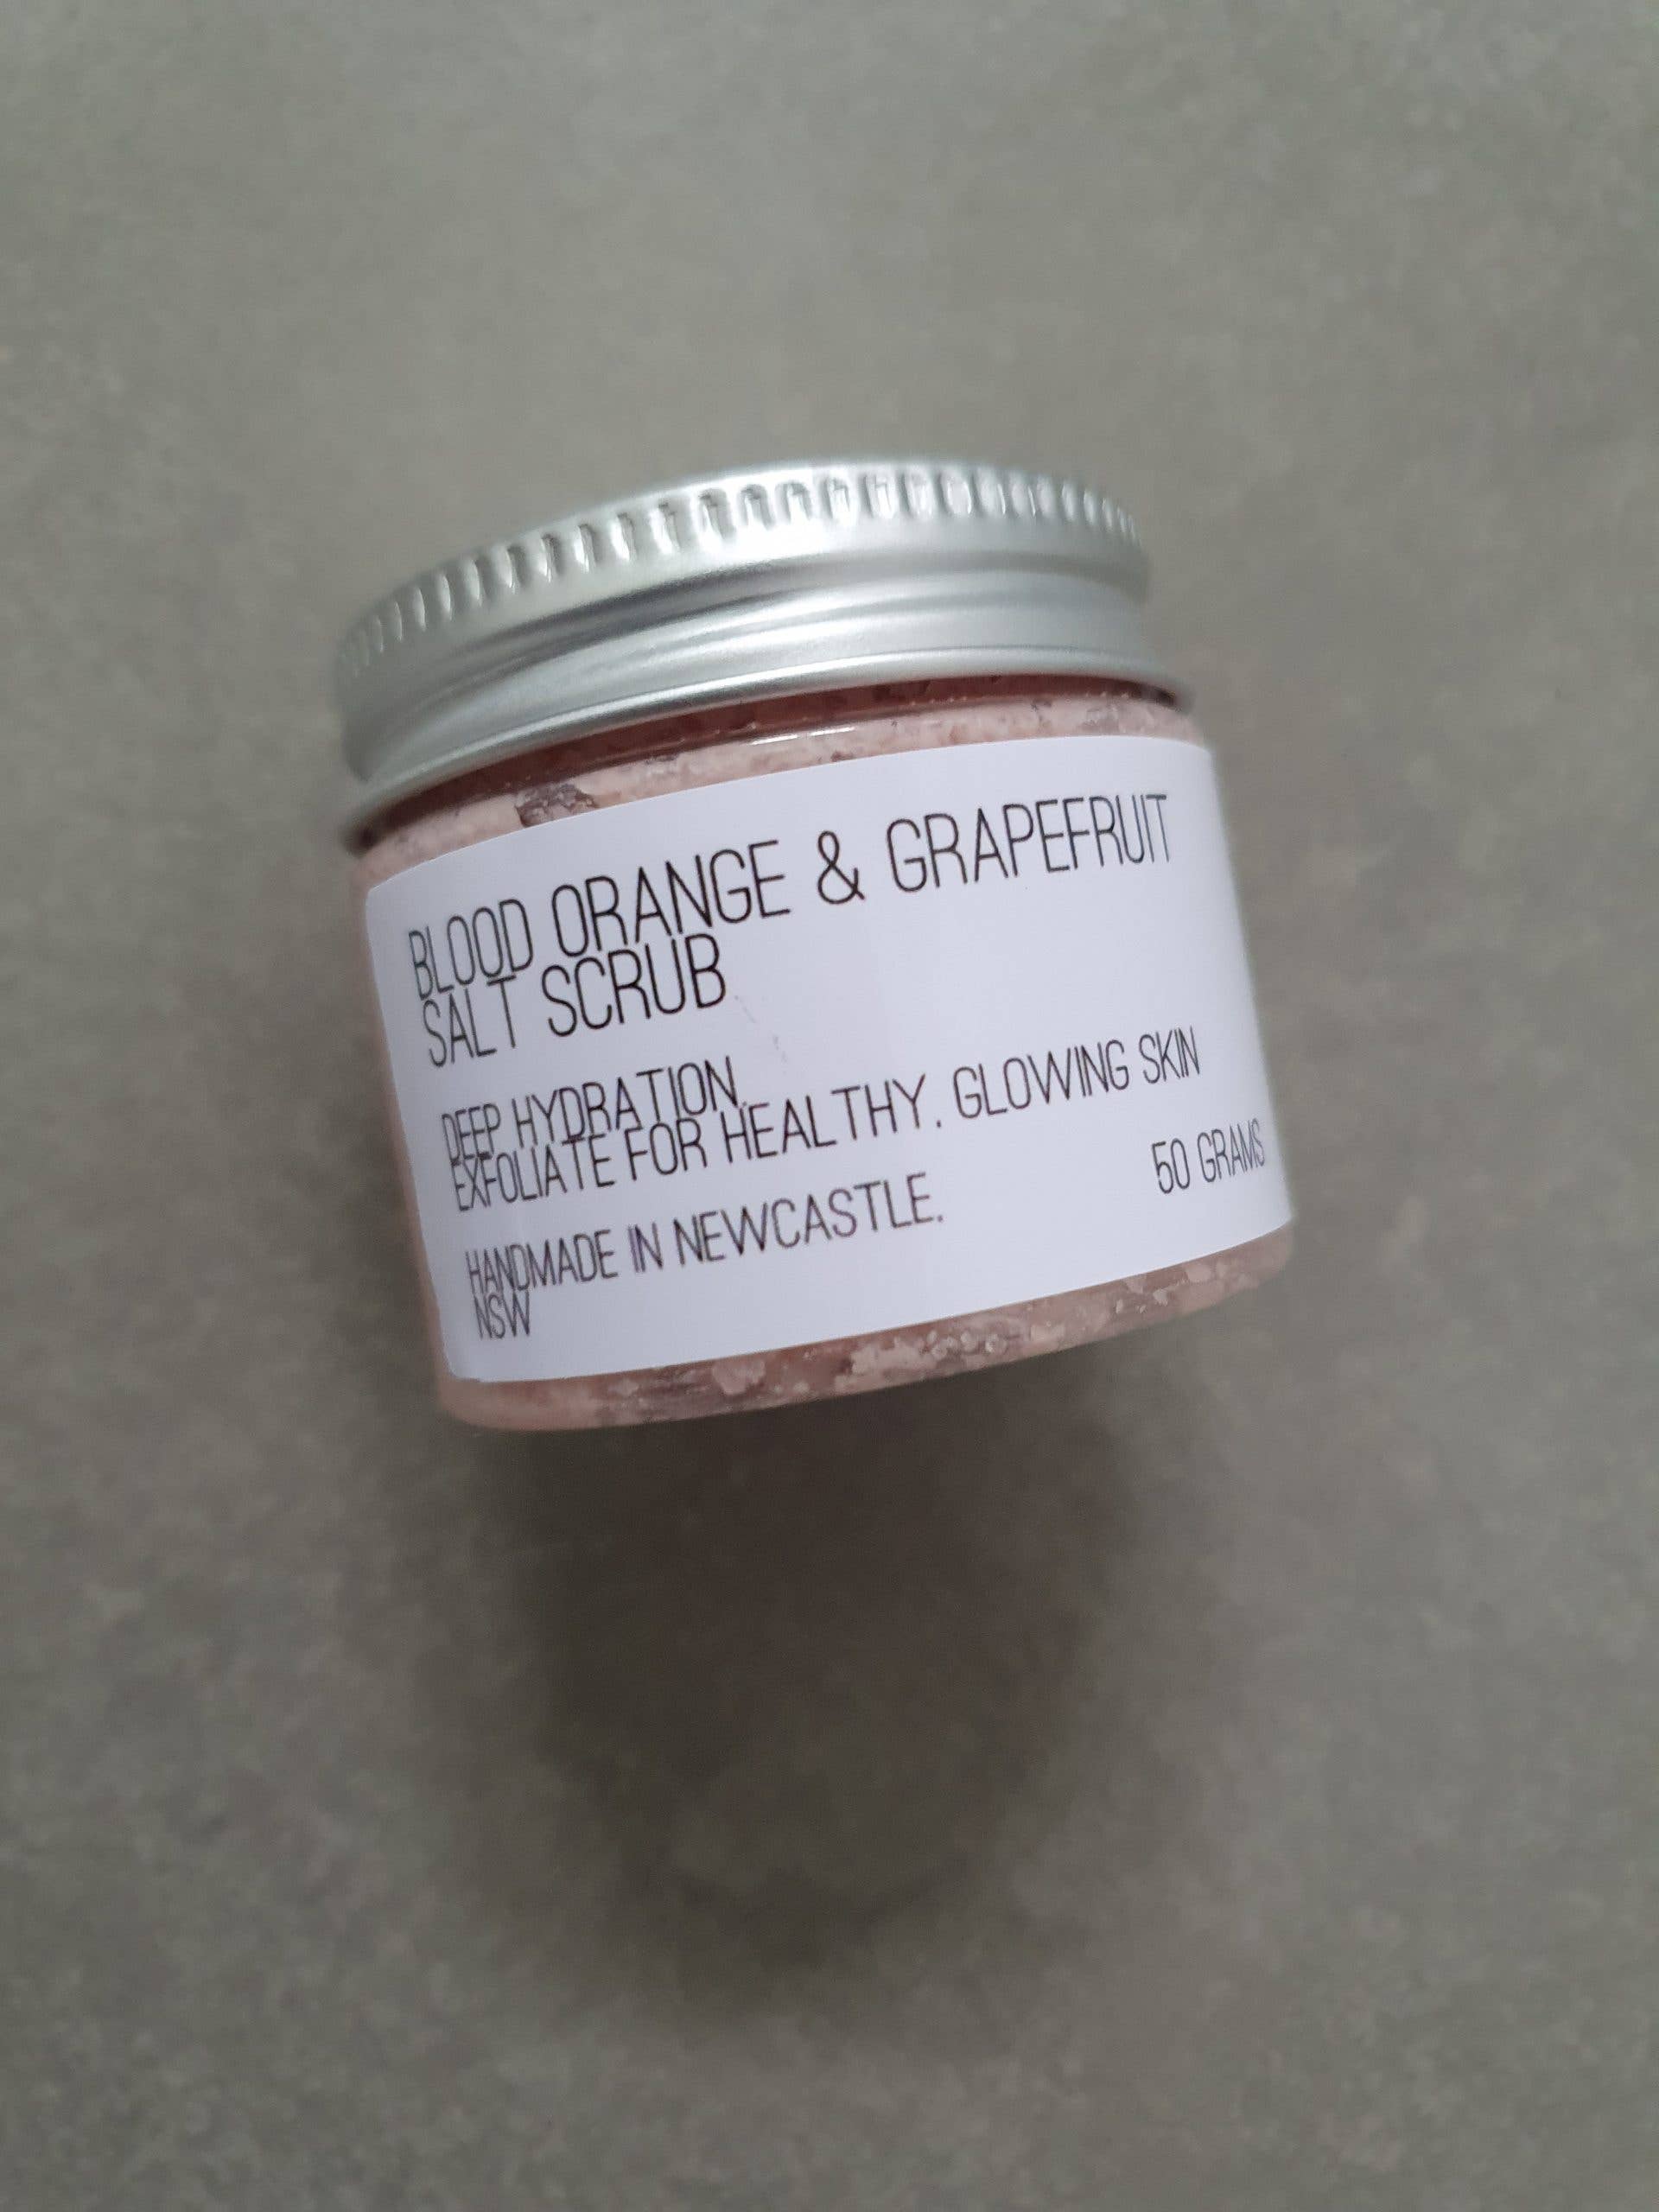 BLOOD ORANGE & GRAPEFRUIT
SALT SCRUB
DEEP HYDRATION.
EXFOLIATE FOR HEALTHY. GLOWING SKIN
50 GRAMS
HANDMADE IN NEWCASTLE.
NSW